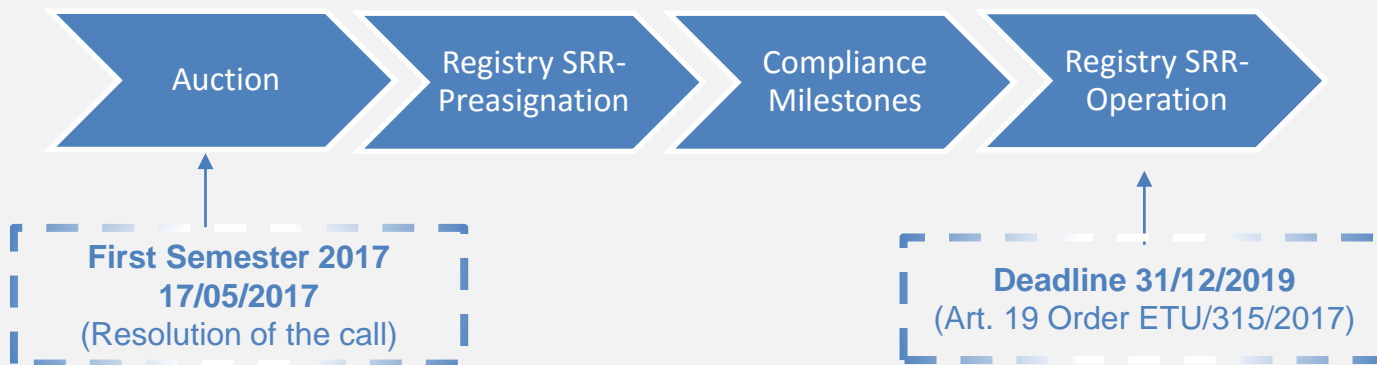 Auction
Registry SRR-
Preasignation
Compliance
Milestones
Registry SRR-
Operation
First Semester 2017
17/05/2017
(Resolution of the call)
Deadline 31/12/2019
(Art. 19 Order ETU/315/2017)